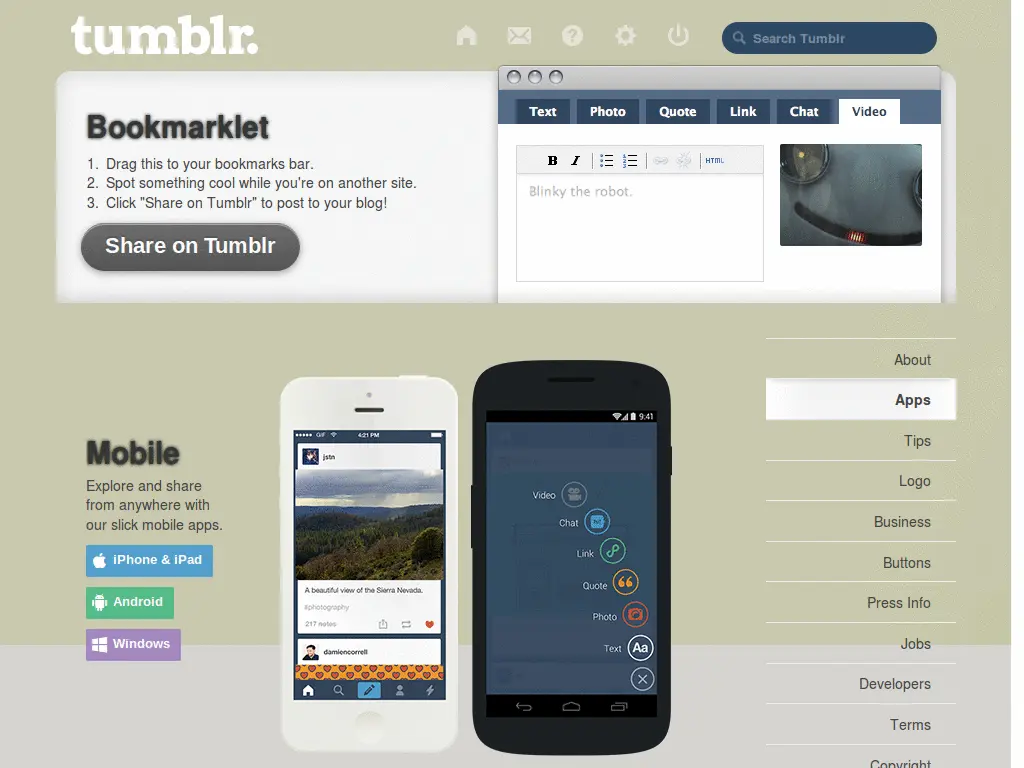 tumblr.
Search Tumblr
Bookmarklet
1. Drag this to your bookmarks bar.
2. Spot something cool while you're on another site.
3. Click "Share on Tumblr" to post to your blog!
Share on Tumblr
Text Photo Quote Link Chat Video
B I HTML
Blinky the robot.
Mobile
Explore and share
from anywhere with
our slick mobile apps.
iPhone & iPad
Android
Windows
GIF 4:21 PM
jstn
A beautiful view of the Sierra Nevada.
#photography
217 notes
damiencorrell
9:41
Video
Chat
Link
Quote
Photo
Text Aa
About
Apps
Tips
Logo
Business
Buttons
Press Info
Jobs
Developers
Terms
Copyright